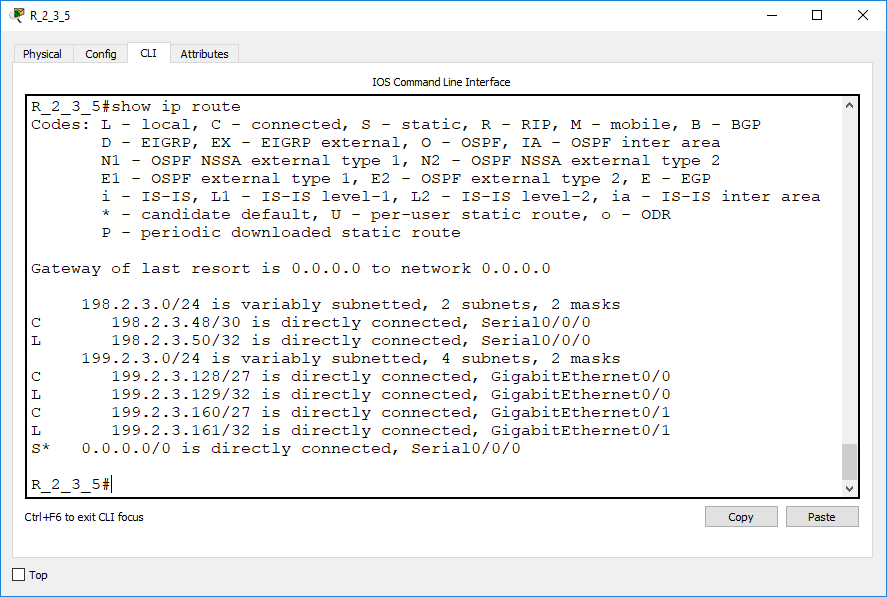 R_2_3_5
Physical Config CLI Attributes
IOS Command Line Interface
R_2_3_5#show ip route
Codes: L - local, C - connected, S - static, R - RIP, M - mobile, B - BGP
       D - EIGRP, EX - EIGRP external, O - OSPF, IA - OSPF inter area
       N1 - OSPF NSSA external type 1, N2 - OSPF NSSA external type 2
       E1 - OSPF external type 1, E2 - OSPF external type 2, E - EGP
       i - IS-IS, L1 - IS-IS level-1, L2 - IS-IS level-2, ia - IS-IS inter area
       * - candidate default, U - per-user static route, o - ODR
       P - periodic downloaded static route
Gateway of last resort is 0.0.0.0 to network 0.0.0.0
     198.2.3.0/24 is variably subnetted, 2 subnets, 2 masks
C       198.2.3.48/30 is directly connected, Serial0/0/0
L       198.2.3.50/32 is directly connected, Serial0/0/0
     199.2.3.0/24 is variably subnetted, 4 subnets, 2 masks
C       199.2.3.128/27 is directly connected, GigabitEthernet0/0
L       199.2.3.129/32 is directly connected, GigabitEthernet0/0
C       199.2.3.160/27 is directly connected, GigabitEthernet0/1
L       199.2.3.161/32 is directly connected, GigabitEthernet0/1
S*   0.0.0.0/0 is directly connected, Serial0/0/0
R_2_3_5#
Ctrl+F6 to exit CLI focus
Copy Paste
Top